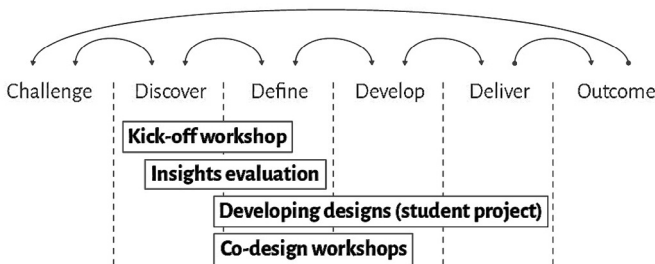 Challenge Discover Define Develop Deliver Outcome
Kick-off workshop
Insights evaluation
Developing designs (student project)
Co-design workshops